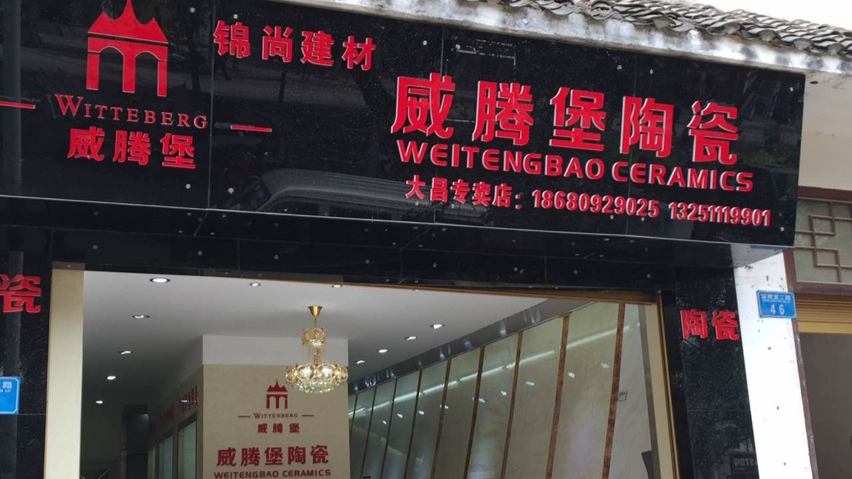 锦尚建材
WITTEBERG
威腾堡
威腾堡陶瓷
WEITENGBAO CERAMICS
大昌专卖店：18680929025 13251119901
瓷
陶瓷
46
WITTENBERG
威腾堡
威腾堡陶瓷
WEITENGBAO CERAMICS